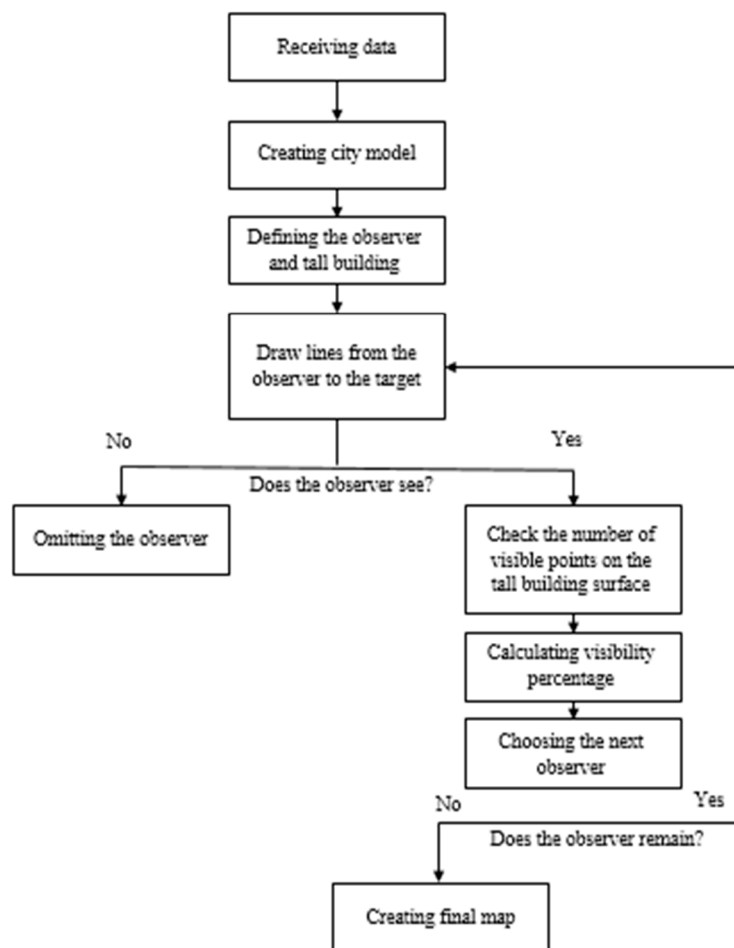 Receiving data
Creating city model
Defining the observer
and tall building
Draw lines from the
observer to the target
No
Yes
Does the observer see?
Omitting the observer
Check the number of
visible points on the
tall building surface
Calculating visibility
percentage
Choosing the next
observer
No
Yes
Does the observer remain?
Creating final map